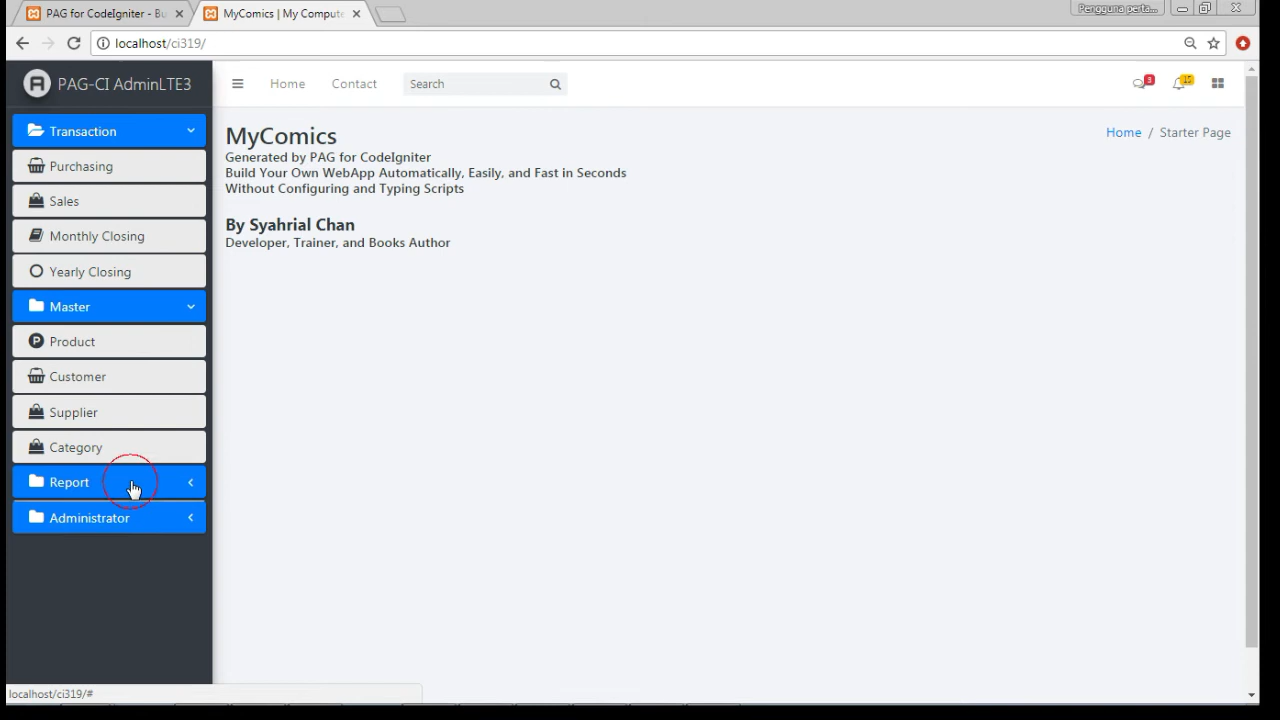 PAG for CodeIgniter - Bu
MyComics | My Compute
Pengguna perta...
localhost/ci319/
PAG-CI AdminLTE3
Home
Contact
Search
3
15
Transaction
Purchasing
Sales
Monthly Closing
Yearly Closing
Master
Product
Customer
Supplier
Category
Report
Administrator
MyComics
Home / Starter Page
Generated by PAG for CodeIgniter
Build Your Own WebApp Automatically, Easily, and Fast in Seconds
Without Configuring and Typing Scripts
By Syahrial Chan
Developer, Trainer, and Books Author
localhost/ci319/#